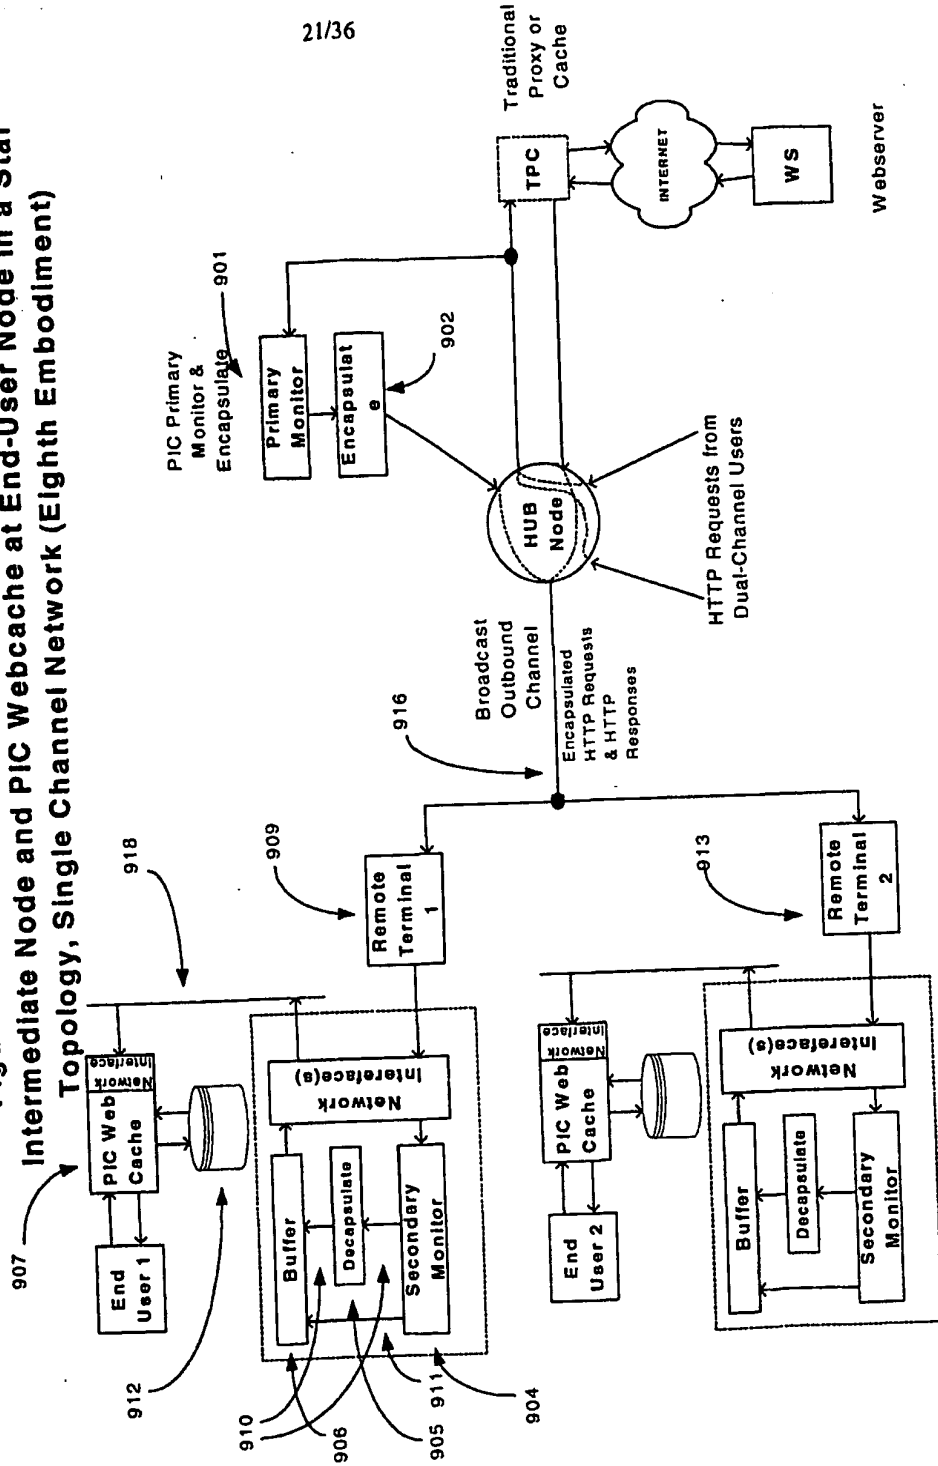 21/36
Intermediate Node and PIC Webcache at End-User Node in a Star
Topology, Single Channel Network (Eighth Embodiment)
907
918
End
User 1
PIC Web
Cache
Network
Interface
912
909
Remote
Terminal
1
Buffer
Decapsulate
Secondary
Monitor
Network
Intereface(s)
910
906
905
911
904
916
Broadcast
Outbound
Channel
Encapsulated
HTTP Requests
& HTTP
Responses
PIC Primary
Monitor &
Encapsulate
901
Primary
Monitor
Encapsulat
e
902
HUB
Node
HTTP Requests from
Dual-Channel Users
Traditional
Proxy or
Cache
TPC
INTERNET
WS
Webserver
913
Remote
Terminal
2
End
User 2
PIC Web
Cache
Network
Interface
Buffer
Decapsulate
Secondary
Monitor
Network
Intereface(s)